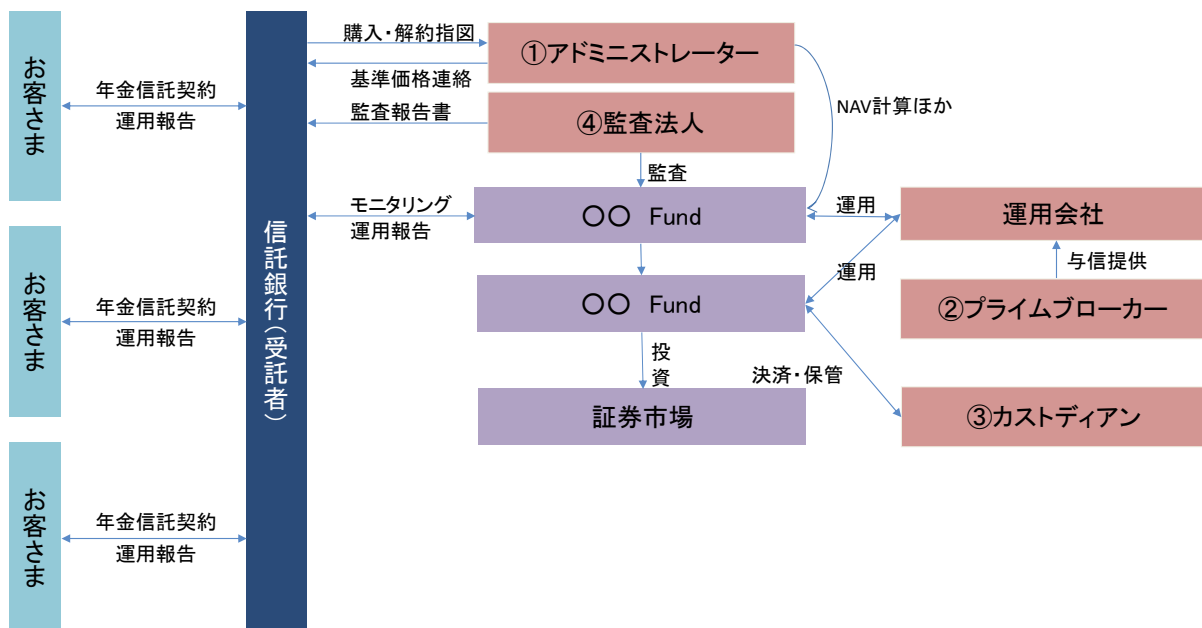 お客さま
年金信託契約
運用報告
お客さま
年金信託契約
運用報告
お客さま
年金信託契約
運用報告
信託銀行(受託者)
購入・解約指図
基準価格連絡
監査報告書
モニタリング
運用報告
①アドミニストレーター
④監査法人
監査
〇〇 Fund
〇〇 Fund
投
資
証券市場
NAV計算ほか
運用
運用
決済・保管
運用会社
与信提供
②プライムブローカー
③カストディアン